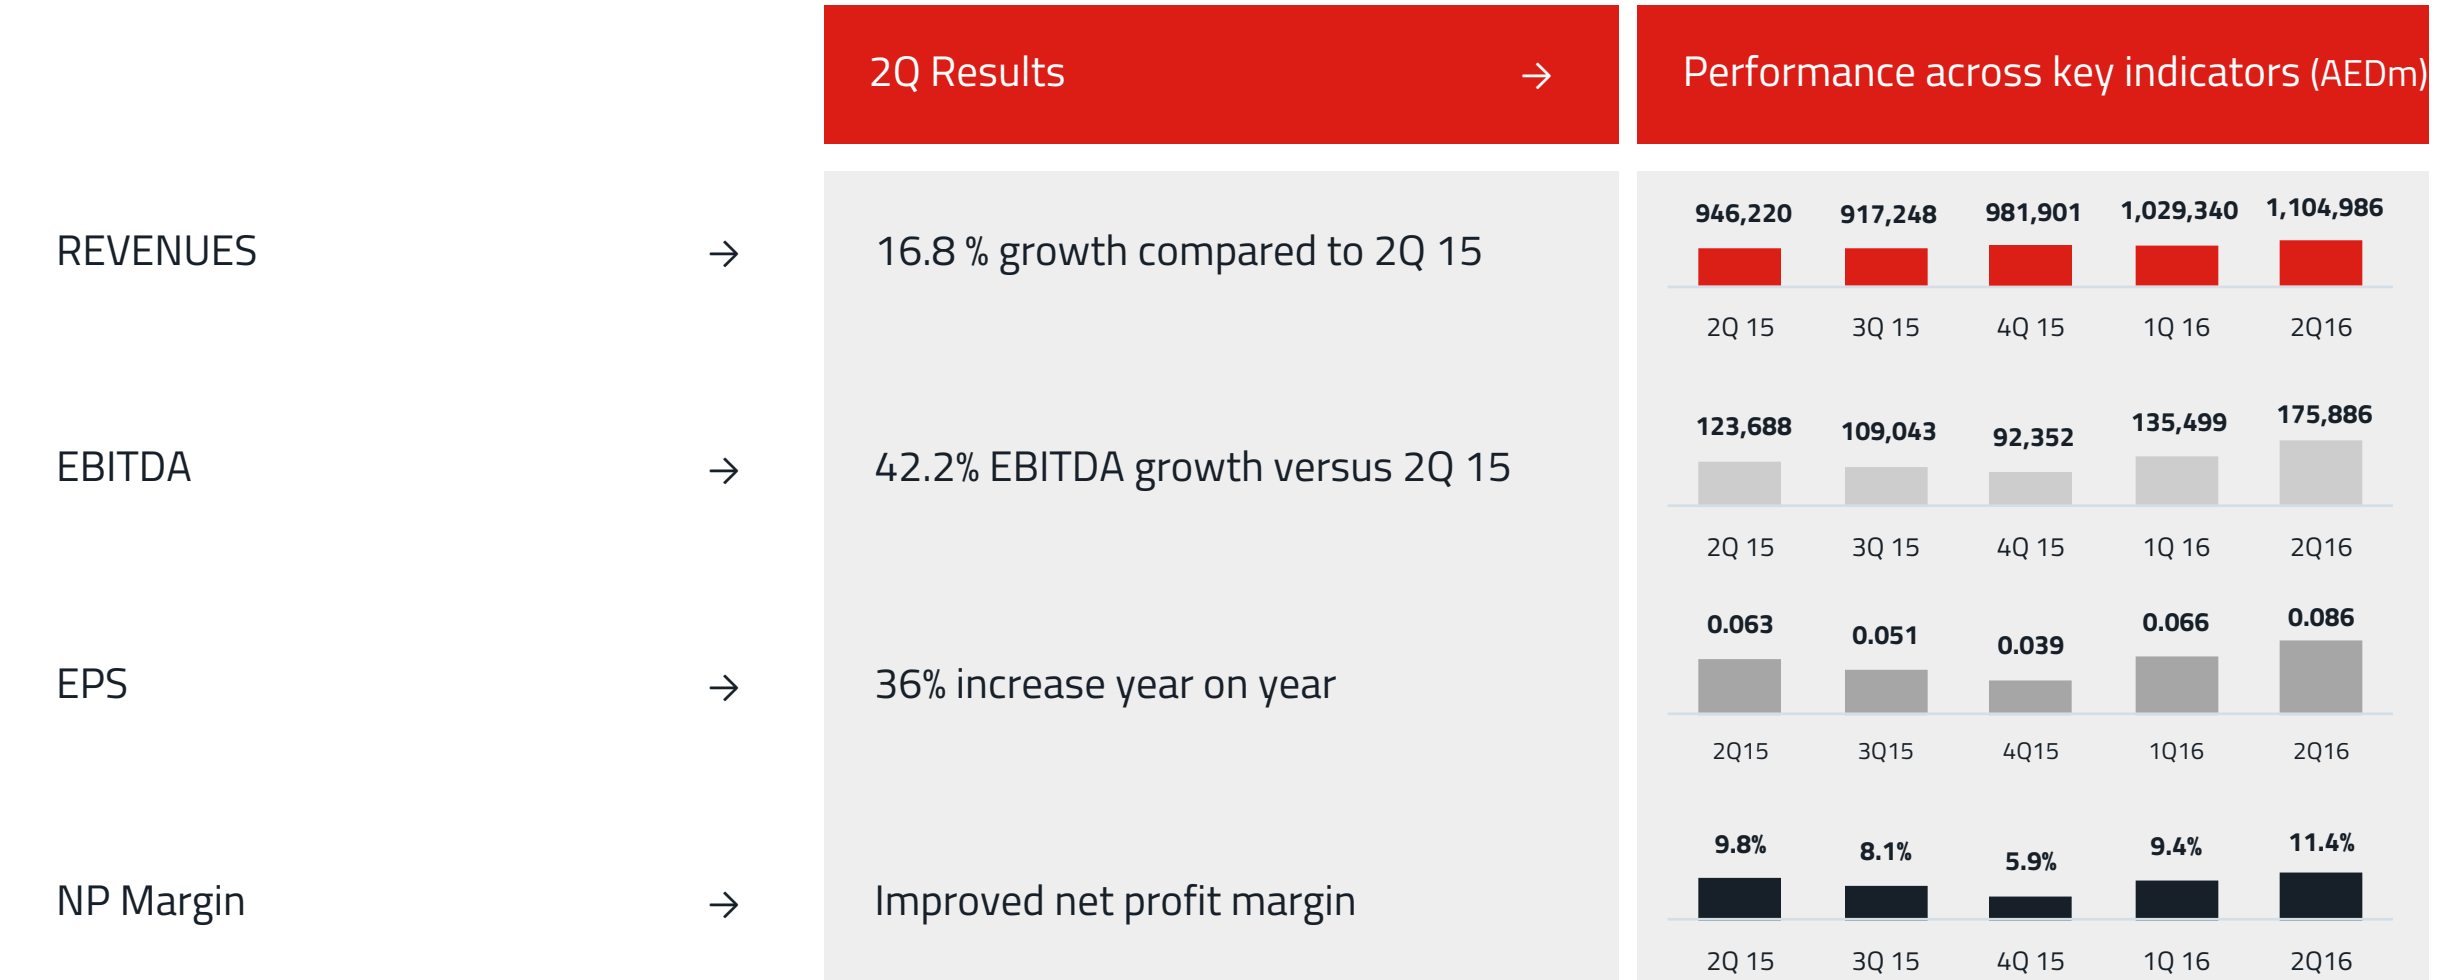 2Q Results →
Performance across key indicators (AEDm)
REVENUES →
16.8 % growth compared to 2Q 15
946,220 917,248 981,901 1,029,340 1,104,986
2Q 15 3Q 15 4Q 15 1Q 16 2Q16
EBITDA →
42.2% EBITDA growth versus 2Q 15
123,688 109,043 92,352 135,499 175,886
2Q 15 3Q 15 4Q 15 1Q 16 2Q16
EPS →
36% increase year on year
0.063 0.051 0.039 0.066 0.086
2Q15 3Q15 4Q15 1Q16 2Q16
NP Margin →
Improved net profit margin
9.8% 8.1% 5.9% 9.4% 11.4%
2Q 15 3Q 15 4Q 15 1Q 16 2Q16